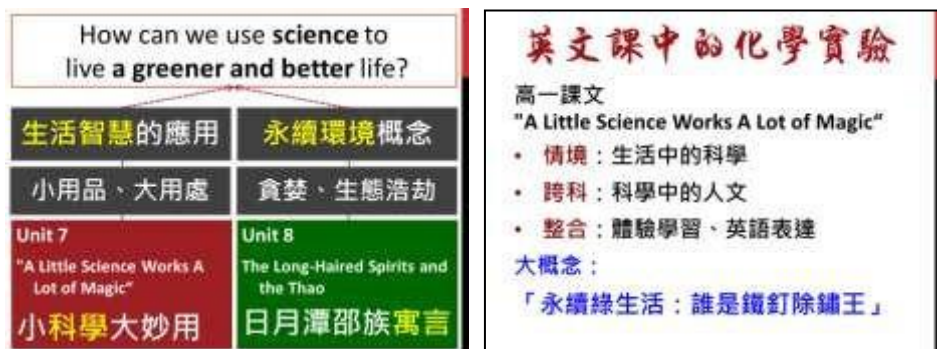 How can we use science to
live a greener and better life?
生活智慧的應用
永續環境概念
小用品、大用處
貪婪、生態浩劫
Unit 7
"A Little Science Works A
Lot of Magic"
小科學大妙用
Unit 8
The Long-Haired Spirits and
the Thao
日月潭邵族寓言
英文課中的化學實驗
高一課文
"A Little Science Works A Lot of Magic"
• 情境：生活中的科學
• 跨科：科學中的人文
• 整合：體驗學習、英語表達
大概念：
「永續綠生活：誰是鐵釘除鏽王」